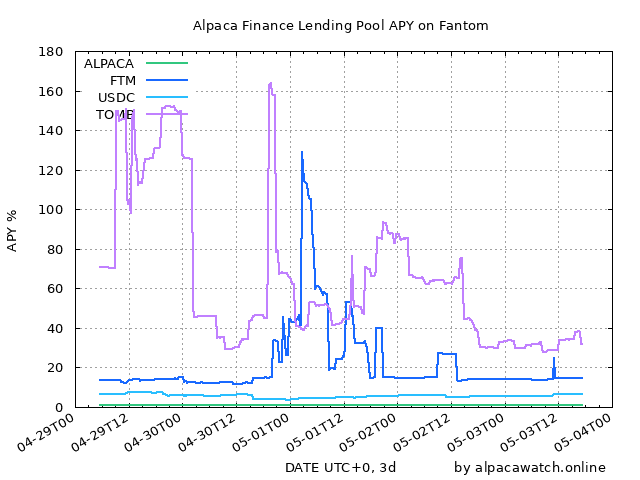 Alpaca Finance Lending Pool APY on Fantom
180
160
140
120
100
80
60
40
20
0
APY %
ALPACA
FTM
USDC
TOMB
04-29T00
04-29T12
04-30T00
04-30T12
05-01T00
05-01T12
05-02T00
05-02T12
05-03T00
05-03T12
05-04T00
DATE UTC+0, 3d
by alpacawatch.online